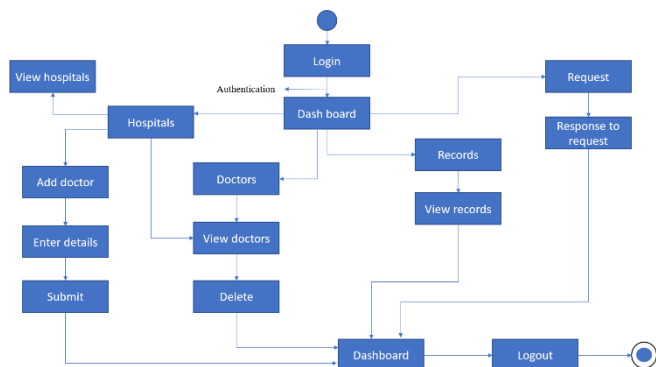 Login
View hospitals
Request
Authentication
Dash board
Hospitals
Response to
request
Records
Add doctor
Doctors
View records
Enter details
View doctors
Submit
Delete
Dashboard
Logout